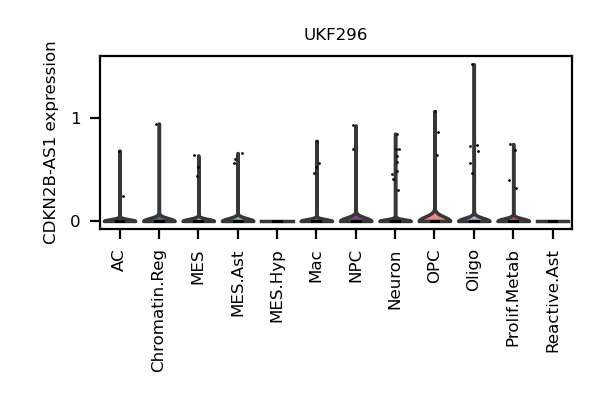 UKF296
CDKN2B-AS1 expression
1
0
AC
Chromatin.Reg
MES
MES.Ast
MES.Hyp
Mac
NPC
Neuron
OPC
Oligo
Prolif.Metab
Reactive.Ast